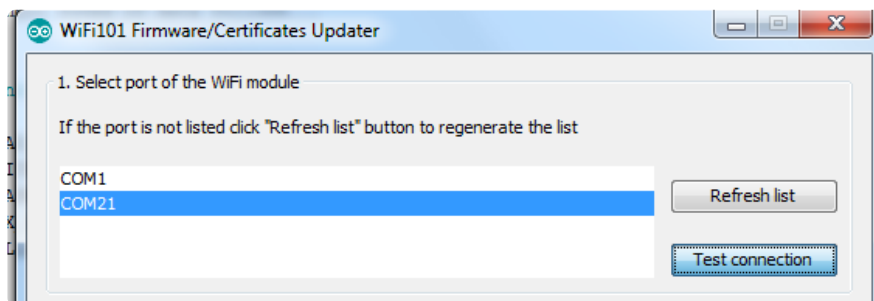 WiFi101 Firmware/Certificates Updater
1. Select port of the WiFi module
If the port is not listed click "Refresh list" button to regenerate the list
COM1
COM21
Refresh list
Test connection